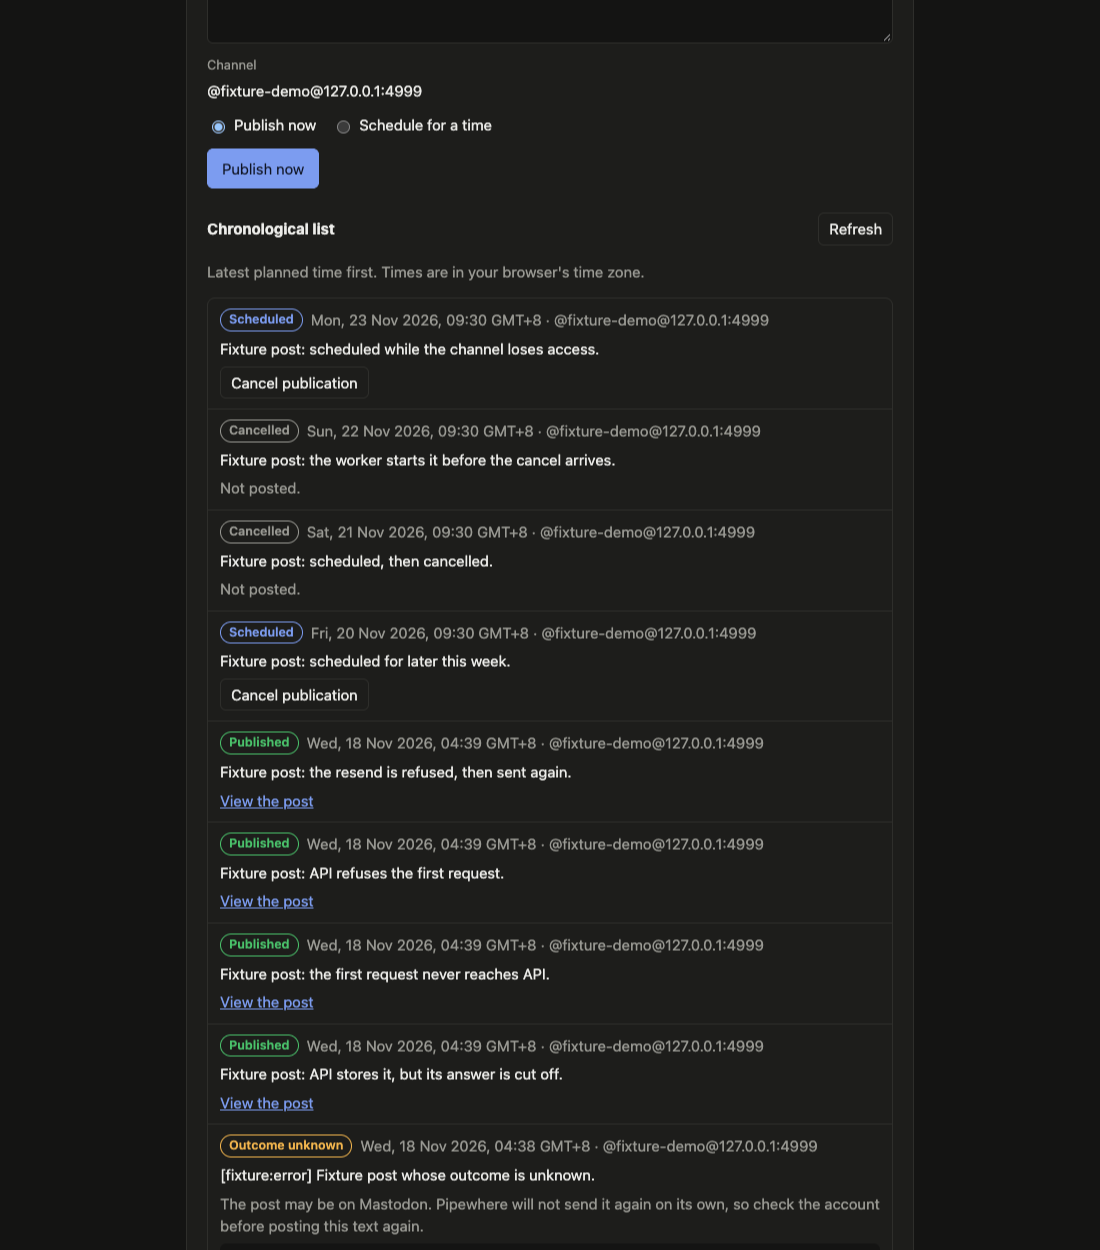 Channel
@fixture-demo@127.0.0.1:4999
Publish now Schedule for a time
Publish now
Chronological list Refresh
Latest planned time first. Times are in your browser's time zone.
Scheduled Mon, 23 Nov 2026, 09:30 GMT+8 · @fixture-demo@127.0.0.1:4999
Fixture post: scheduled while the channel loses access.
Cancel publication
Cancelled Sun, 22 Nov 2026, 09:30 GMT+8 · @fixture-demo@127.0.0.1:4999
Fixture post: the worker starts it before the cancel arrives.
Not posted.
Cancelled Sat, 21 Nov 2026, 09:30 GMT+8 · @fixture-demo@127.0.0.1:4999
Fixture post: scheduled, then cancelled.
Not posted.
Scheduled Fri, 20 Nov 2026, 09:30 GMT+8 · @fixture-demo@127.0.0.1:4999
Fixture post: scheduled for later this week.
Cancel publication
Published Wed, 18 Nov 2026, 04:39 GMT+8 · @fixture-demo@127.0.0.1:4999
Fixture post: the resend is refused, then sent again.
View the post
Published Wed, 18 Nov 2026, 04:39 GMT+8 · @fixture-demo@127.0.0.1:4999
Fixture post: API refuses the first request.
View the post
Published Wed, 18 Nov 2026, 04:39 GMT+8 · @fixture-demo@127.0.0.1:4999
Fixture post: the first request never reaches API.
View the post
Published Wed, 18 Nov 2026, 04:39 GMT+8 · @fixture-demo@127.0.0.1:4999
Fixture post: API stores it, but its answer is cut off.
View the post
Outcome unknown Wed, 18 Nov 2026, 04:38 GMT+8 · @fixture-demo@127.0.0.1:4999
[fixture:error] Fixture post whose outcome is unknown.
The post may be on Mastodon. Pipewhere will not send it again on its own, so check the account
before posting this text again.